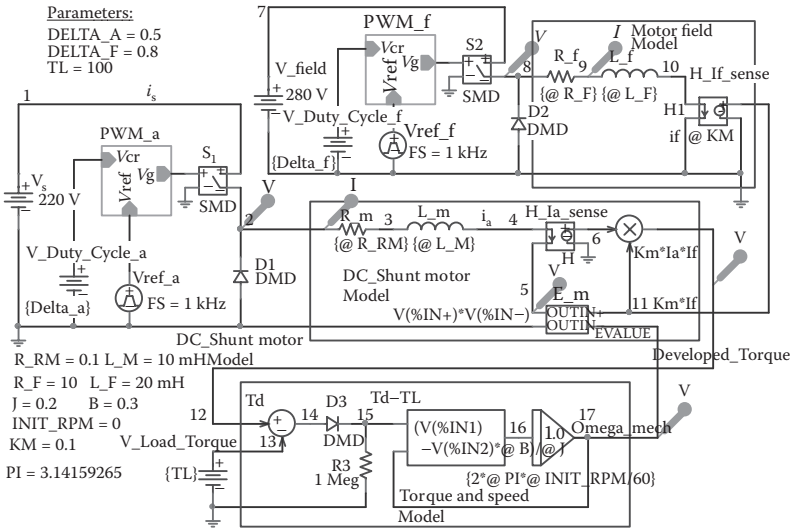 Parameters:
DELTA_A = 0.5
DELTA_F = 0.8
TL = 100
7
PWM_f
Vcr
Vg
Vref
S2
SMD
V
8
I
Motor field
Model
R_f
9
L_f
10
{@ R_F}
{@ L_F}
H_If_sense
H1
if
@ KM
V_field
280 V
V_Duty_Cycle_f
{Delta_f}
Vref_f
FS = 1 kHz
D2
DMD
1
is
PWM_a
Vcr
Vg
Vref
S1
SMD
Vs
220 V
V_Duty_Cycle_a
{Delta_a}
Vref_a
FS = 1 kHz
V
2
D1
DMD
I
R_m
3
L_m
ia
4
H_Ia_sense
{@ R_RM}
{@ L_M}
6
H
Km*Ia*If
V
DC_Shunt motor
Model
V
5
E_m
V(%IN+)*V(%IN−)
OUTIN+
OUTIN−
EVALUE
11 Km*If
DC_Shunt motor
Model
Developed_Torque
R_RM = 0.1 L_M = 10 mH
R_F = 10 L_F = 20 mH
J = 0.2 B = 0.3
INIT_RPM = 0
KM = 0.1
PI = 3.14159265
12
Td
14
D3
DMD
Td–TL
15
13
V_Load_Torque
{TL}
R3
1 Meg
(V(%IN1)
−V(%IN2)*@ B)/@ J
16
1.0
17
Omega_mech
V
{2*@ PI*@ INIT_RPM/60}
Torque and speed
Model